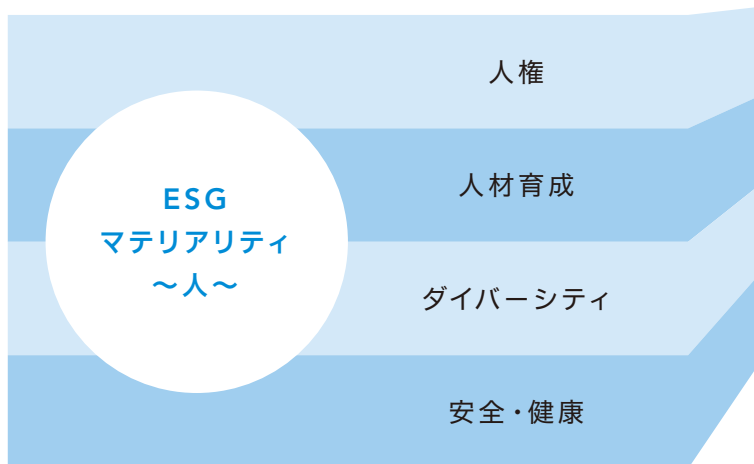 ESG
マテリアリティ
～人～
人権
人材育成
ダイバーシティ
安全・健康